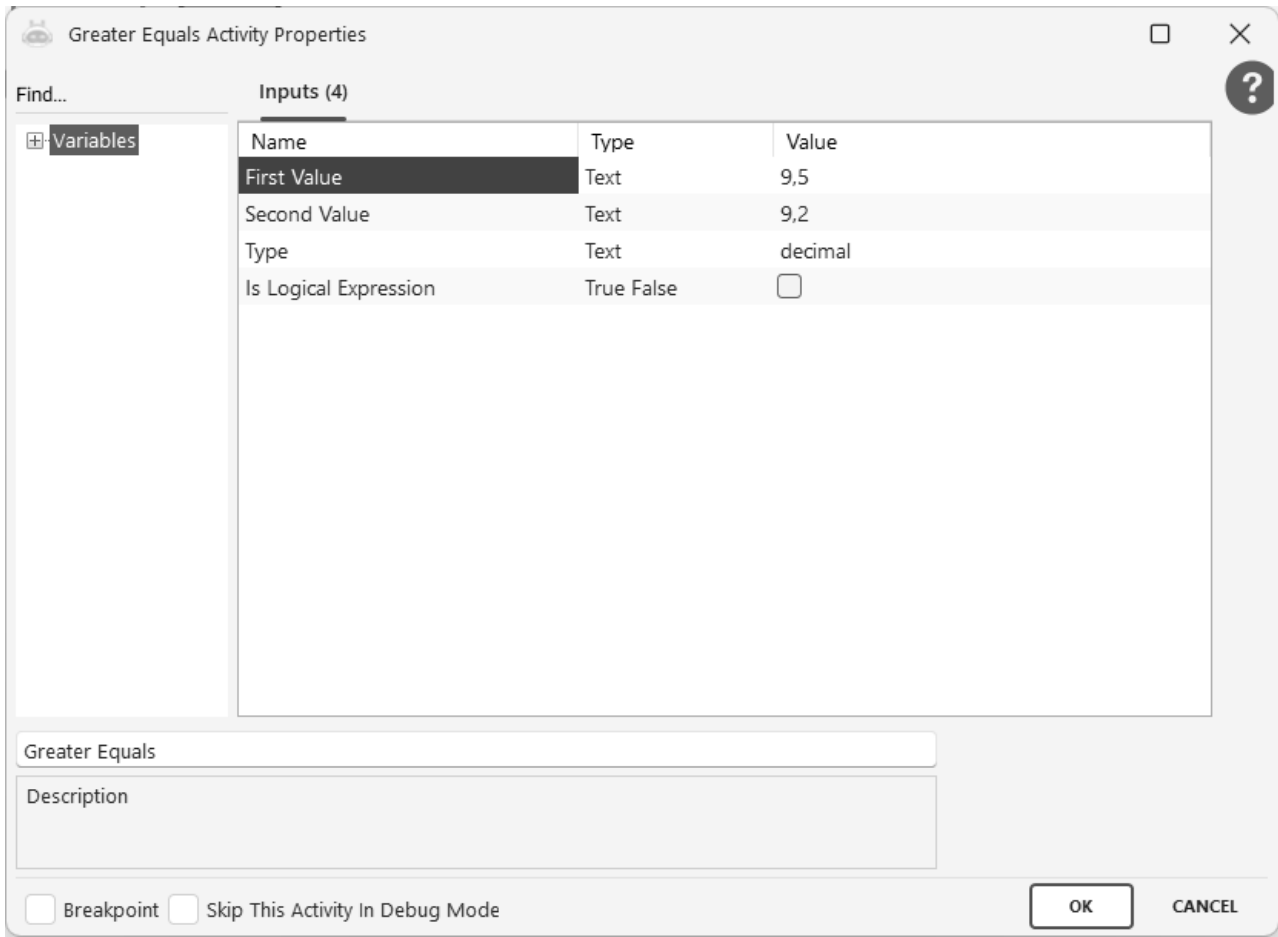 Greater Equals Activity Properties
Find...
Inputs (4)
?
Variables
Name Type Value
First Value Text 9,5
Second Value Text 9,2
Type Text decimal
Is Logical Expression True False
Greater Equals
Description
Breakpoint Skip This Activity In Debug Mode
OK CANCEL